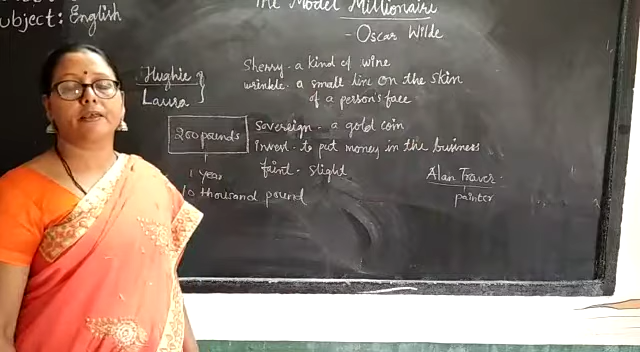 Subject: English
The Model Millionaire
- Oscar Wilde
Hughie
Laura
Sherry - a kind of wine
wrinkle - a small line on the skin
of a person's face
200 pounds
1 year
10 thousand pound
Sovereign - a gold coin
Invest - to put money in the business
faint - slight
Alan Traver
painter